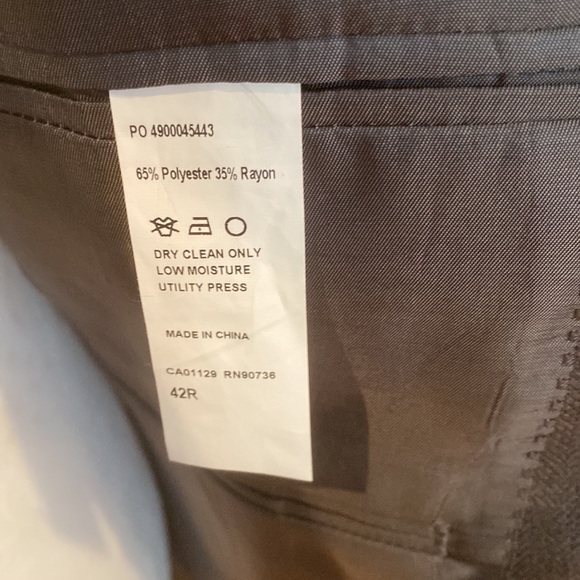 PO 4900045443
65% Polyester 35% Rayon
DRY CLEAN ONLY
LOW MOISTURE
UTILITY PRESS
MADE IN CHINA
CA01129 RN90736
42R